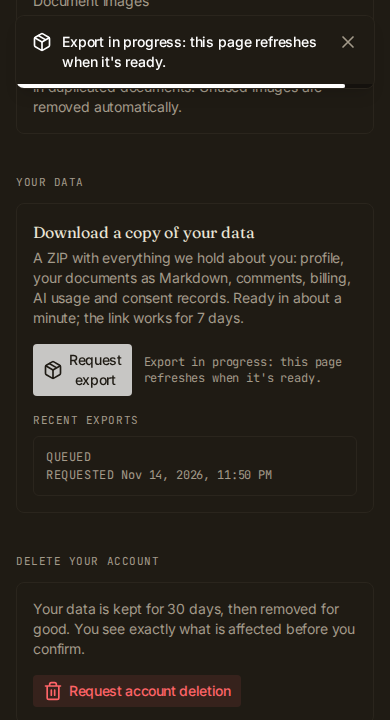 Document images
Export in progress: this page refreshes
when it's ready.
in duplicated documents. Unused images are
removed automatically.
YOUR DATA
Download a copy of your data
A ZIP with everything we hold about you: profile,
your documents as Markdown, comments, billing,
AI usage and consent records. Ready in about a
minute; the link works for 7 days.
Request
export
Export in progress: this page
refreshes when it's ready.
RECENT EXPORTS
QUEUED
REQUESTED Nov 14, 2026, 11:50 PM
DELETE YOUR ACCOUNT
Your data is kept for 30 days, then removed for
good. You see exactly what is affected before you
confirm.
Request account deletion